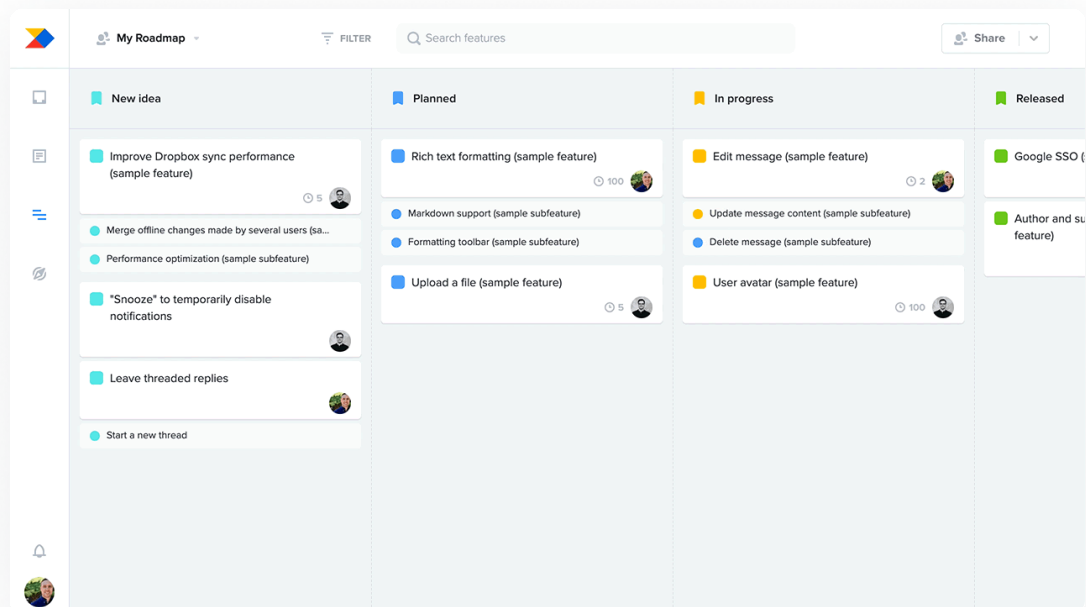 My Roadmap
FILTER
Search features
Share
New idea
Planned
In progress
Released
Improve Dropbox sync performance
(sample feature)
5
Merge offline changes made by several users (sa...
Performance optimization (sample subfeature)
"Snooze" to temporarily disable
notifications
Leave threaded replies
Start a new thread
Rich text formatting (sample feature)
100
Markdown support (sample subfeature)
Formatting toolbar (sample subfeature)
Upload a file (sample feature)
5
Edit message (sample feature)
2
Update message content (sample subfeature)
Delete message (sample subfeature)
User avatar (sample feature)
100
Google SSO (
Author and su
feature)